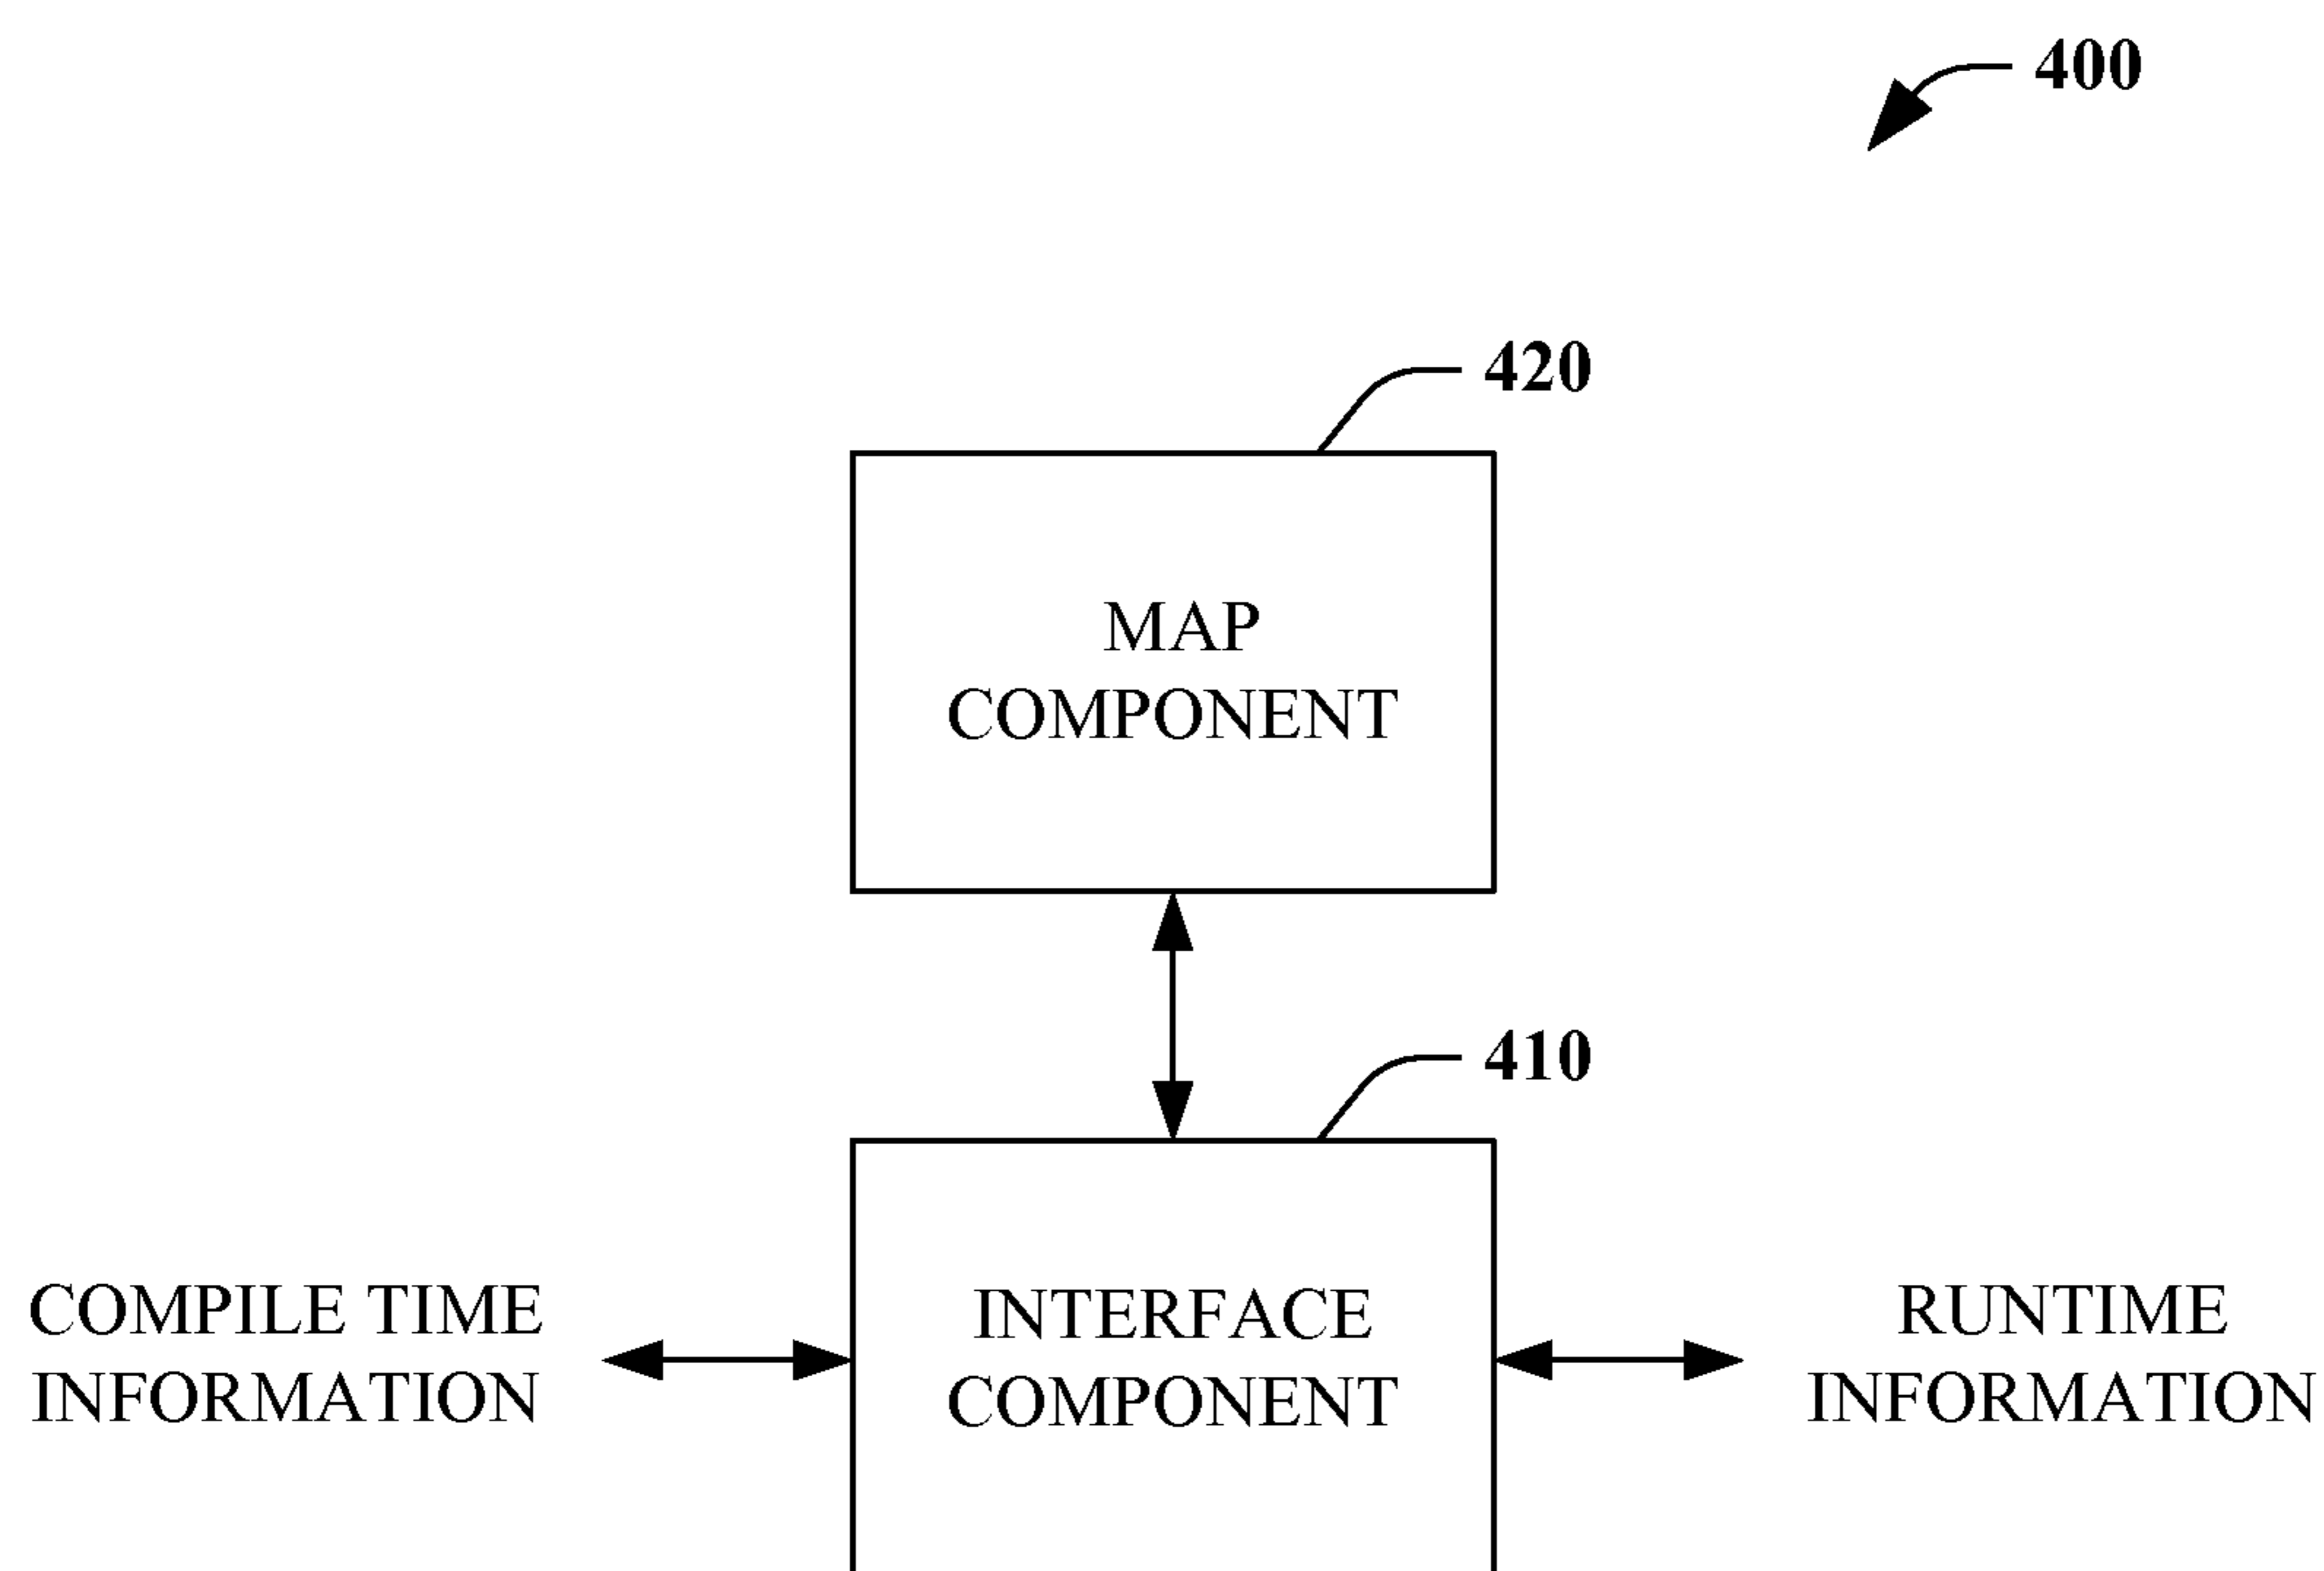 400
420
MAP
COMPONENT
410
COMPILE TIME
INFORMATION
INTERFACE
COMPONENT
RUNTIME
INFORMATION